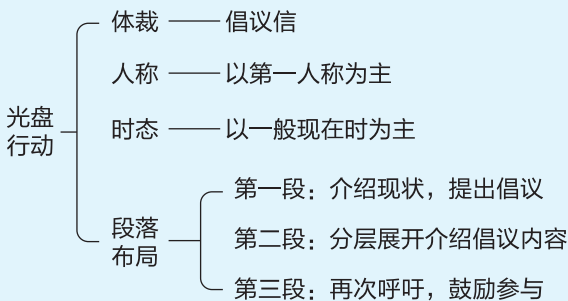 体裁 倡议信
人称 以第一人称为主
光盘
行动
时态 以一般现在时为主
段落
布局
第一段：介绍现状，提出倡议
第二段：分层展开介绍倡议内容
第三段：再次呼吁，鼓励参与